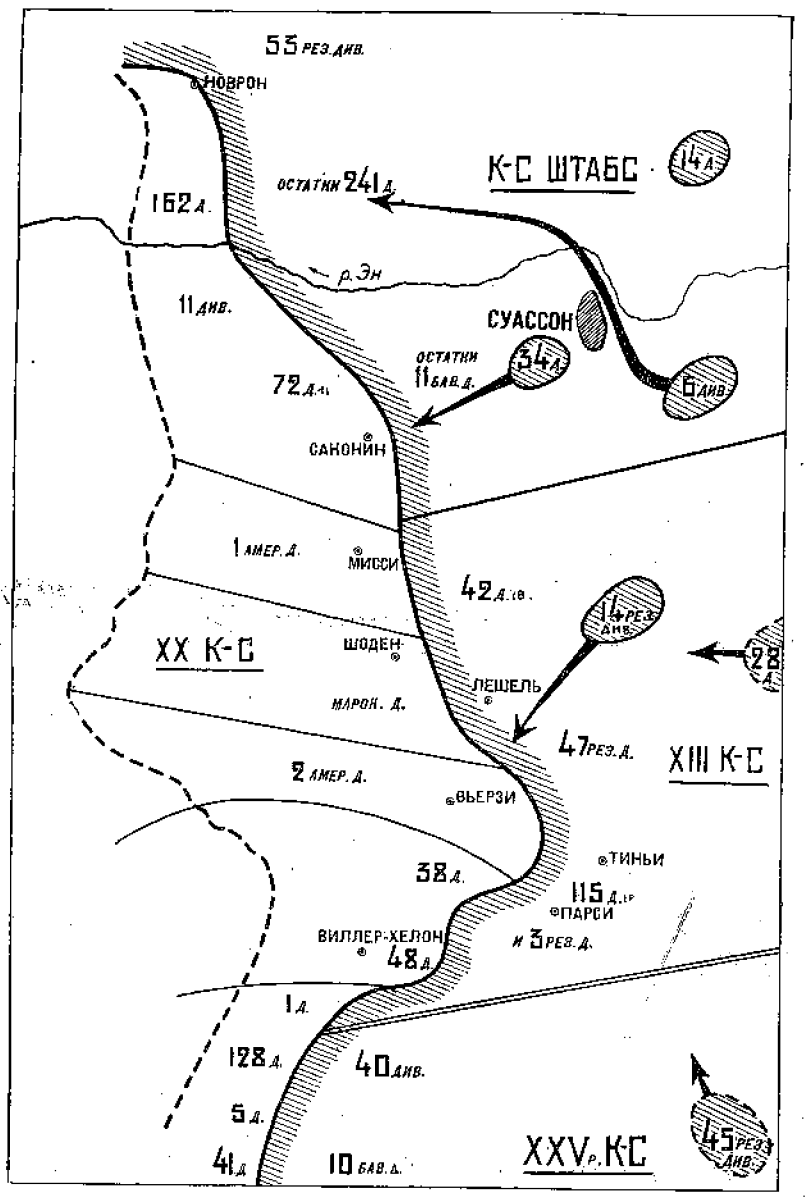 53 РЕЗ. ДИВ.
НОВРОН
К-С ШТАБС
14 Д.
162 Д.
ОСТАТКИ 241 Д.
р. Эн
11 ДИВ.
СУАССОН
ОСТАТКИ
11 БАВ. Д.
34 Д.
6 ДИВ.
72 Д.
САКОНИН
1 АМЕР. Д.
МИССИ
42 Д.
14 РЕЗ.
ДИВ.
XX К-С
ШОДЕН
28
Д.
ЛЕШЕЛЬ
МАРОК. Д.
47 РЕЗ. Д.
XIII К-С
2 АМЕР. Д.
ВЬЕРЗИ
ТИНЬИ
38 Д.
115 Д.
ПАРСИ
ВИЛЛЕР-ХЕЛОН
48 Д.
И 3 РЕЗ. Д.
1 Д.
128 Д.
40 ДИВ.
5 Д.
45 РЕЗ.
ДИВ.
41 Д
10 БАВ. Д.
XXV Р. К-С